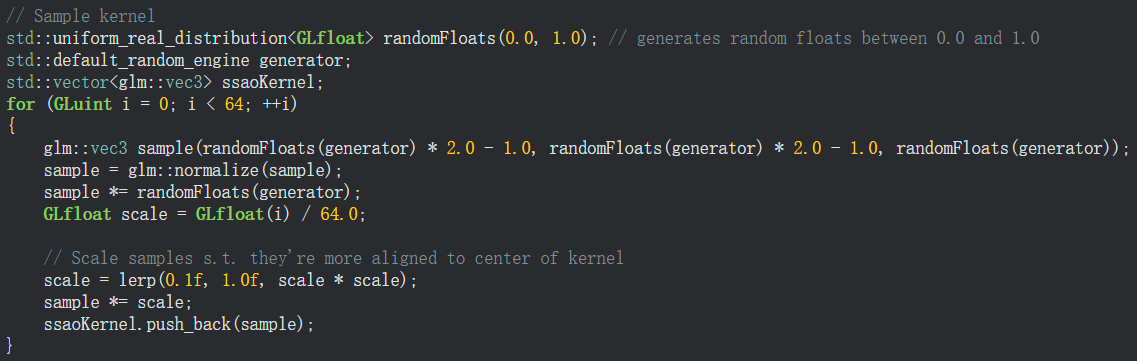 // Sample kernel
std::uniform_real_distribution<GLfloat> randomFloats(0.0, 1.0); // generates random floats between 0.0 and 1.0
std::default_random_engine generator;
std::vector<glm::vec3> ssaoKernel;
for (GLuint i = 0; i < 64; ++i)
{
    glm::vec3 sample(randomFloats(generator) * 2.0 - 1.0, randomFloats(generator) * 2.0 - 1.0, randomFloats(generator));
    sample = glm::normalize(sample);
    sample *= randomFloats(generator);
    GLfloat scale = GLfloat(i) / 64.0;

    // Scale samples s.t. they're more aligned to center of kernel
    scale = lerp(0.1f, 1.0f, scale * scale);
    sample *= scale;
    ssaoKernel.push_back(sample);
}